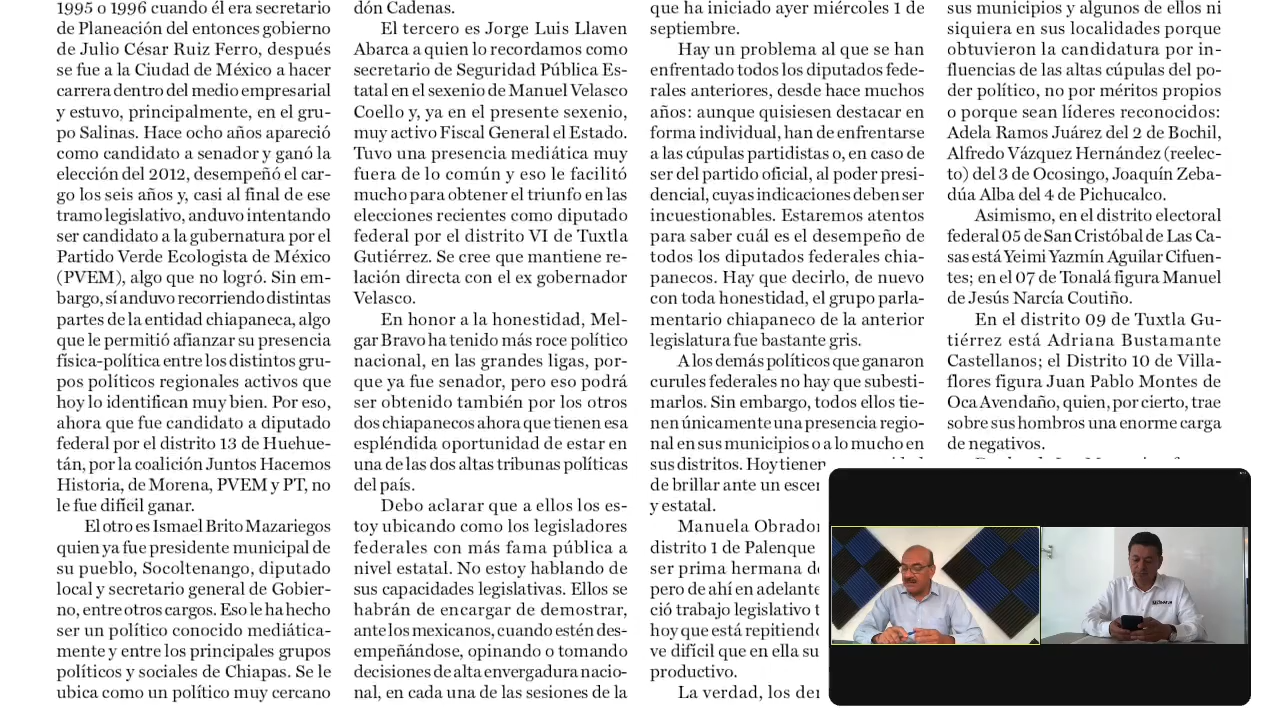 1995 o 1996 cuando él era secretario
de Planeación del entonces gobierno
de Julio César Ruiz Ferro, después
se fue a la Ciudad de México a hacer
carrera dentro del medio empresarial
y estuvo, principalmente, en el gru-
po Salinas. Hace ocho años apareció
como candidato a senador y ganó la
elección del 2012, desempeñó el car-
go los seis años y, casi al final de ese
tramo legislativo, anduvo intentando
ser candidato a la gubernatura por el
Partido Verde Ecologista de México
(PVEM), algo que no logró. Sin em-
bargo, sí anduvo recorriendo distintas
partes de la entidad chiapaneca, algo
que le permitió afianzar su presencia
física-política entre los distintos gru-
pos políticos regionales activos que
hoy lo identifican muy bien. Por eso,
ahora que fue candidato a diputado
federal por el distrito 13 de Huehue-
tán, por la coalición Juntos Hacemos
Historia, de Morena, PVEM y PT, no
le fue difícil ganar.
El otro es Ismael Brito Mazariegos
quien ya fue presidente municipal de
su pueblo, Socoltenango, diputado
local y secretario general de Gobier-
no, entre otros cargos. Eso le ha hecho
ser un político conocido mediática-
mente y entre los principales grupos
políticos y sociales de Chiapas. Se le
ubica como un político muy cercano
dón Cadenas.
El tercero es Jorge Luis Llaven
Abarca a quien lo recordamos como
secretario de Seguridad Pública Es-
tatal en el sexenio de Manuel Velasco
Coello y, ya en el presente sexenio,
muy activo Fiscal General el Estado.
Tuvo una presencia mediática muy
fuera de lo común y eso le facilitó
mucho para obtener el triunfo en las
elecciones recientes como diputado
federal por el distrito VI de Tuxtla
Gutiérrez. Se cree que mantiene re-
lación directa con el ex gobernador
Velasco.
En honor a la honestidad, Mel-
gar Bravo ha tenido más roce político
nacional, en las grandes ligas, por-
que ya fue senador, pero eso podrá
ser obtenido también por los otros
dos chiapanecos ahora que tienen esa
espléndida oportunidad de estar en
una de las dos altas tribunas políticas
del país.
Debo aclarar que a ellos los es-
toy ubicando como los legisladores
federales con más fama pública a
nivel estatal. No estoy hablando de
sus capacidades legislativas. Ellos se
habrán de encargar de demostrar,
ante los mexicanos, cuando estén des-
empeñándose, opinando o tomando
decisiones de alta envergadura nacio-
nal, en cada una de las sesiones de la
que ha iniciado ayer miércoles 1 de
septiembre.
Hay un problema al que se han
enfrentado todos los diputados fede-
rales anteriores, desde hace muchos
años: aunque quisiesen destacar en
forma individual, han de enfrentarse
a las cúpulas partidistas o, en caso de
ser del partido oficial, al poder presi-
dencial, cuyas indicaciones deben ser
incuestionables. Estaremos atentos
para saber cuál es el desempeño de
todos los diputados federales chia-
panecos. Hay que decirlo, de nuevo
con toda honestidad, el grupo parla-
mentario chiapaneco de la anterior
legislatura fue bastante gris.
A los demás políticos que ganaron
curules federales no hay que subesti-
marlos. Sin embargo, todos ellos tie-
nen únicamente una presencia regio-
nal en sus municipios o a lo mucho en
sus distritos. Hoy tienen
de brillar ante un escen
y estatal.
Manuela Obrador
distrito 1 de Palenque
ser prima hermana d
pero de ahí en adelante
ció trabajo legislativo t
hoy que está repitiend
ve difícil que en ella su
productivo.
La verdad, los de
sus municipios y algunos de ellos ni
siquiera en sus localidades porque
obtuvieron la candidatura por in-
fluencias de las altas cúpulas del po-
der político, no por méritos propios
o porque sean líderes reconocidos:
Adela Ramos Juárez del 2 de Bochil,
Alfredo Vázquez Hernández (reelec-
to) del 3 de Ocosingo, Joaquín Zeba-
dúa Alba del 4 de Pichucalco.
Asimismo, en el distrito electoral
federal 05 de San Cristóbal de Las Ca-
sas está Yeimi Yazmín Aguilar Cifuen-
tes; en el 07 de Tonalá figura Manuel
de Jesús Narcía Coutiño.
En el distrito 09 de Tuxtla Gu-
tiérrez está Adriana Bustamante
Castellanos; el Distrito 10 de Villa-
flores figura Juan Pablo Montes de
Oca Avendaño, quien, por cierto, trae
sobre sus hombros una enorme carga
de negativos.